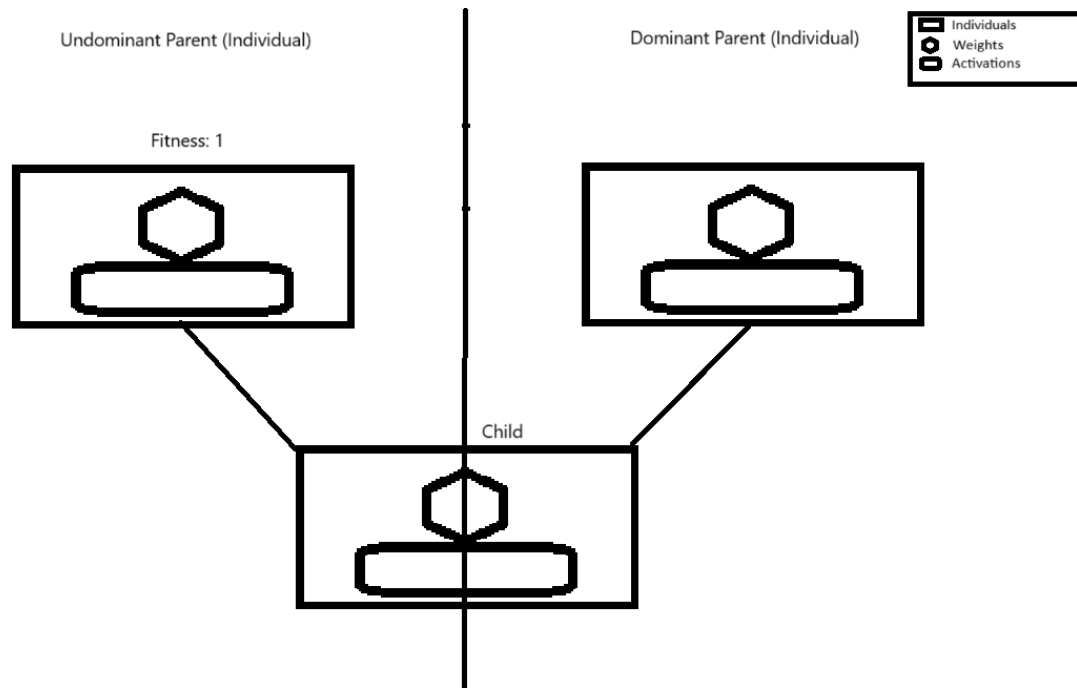 Undominant Parent (Individual)
Dominant Parent (Individual)
Individuals
Weights
Activations
Fitness: 1
Child